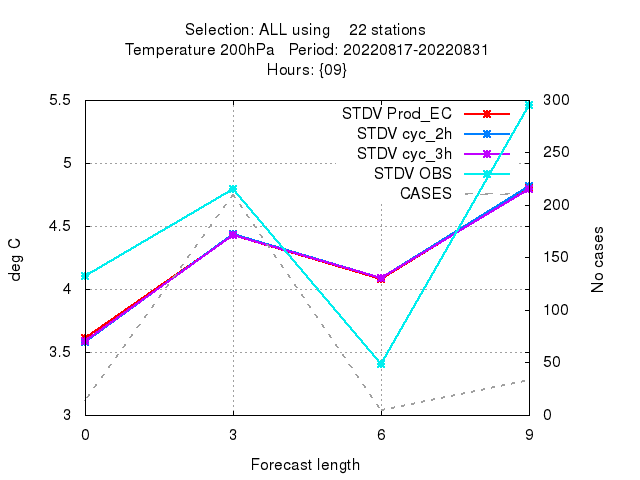 Selection: ALL using    22 stations
Temperature 200hPa   Period: 20220817-20220831
Hours: {09}
5.5
5
4.5
4
3.5
3
300
250
200
150
100
50
0
STDV Prod_EC
STDV cyc_2h
STDV cyc_3h
STDV OBS
CASES
deg C
No cases
0 3 6 9
Forecast length